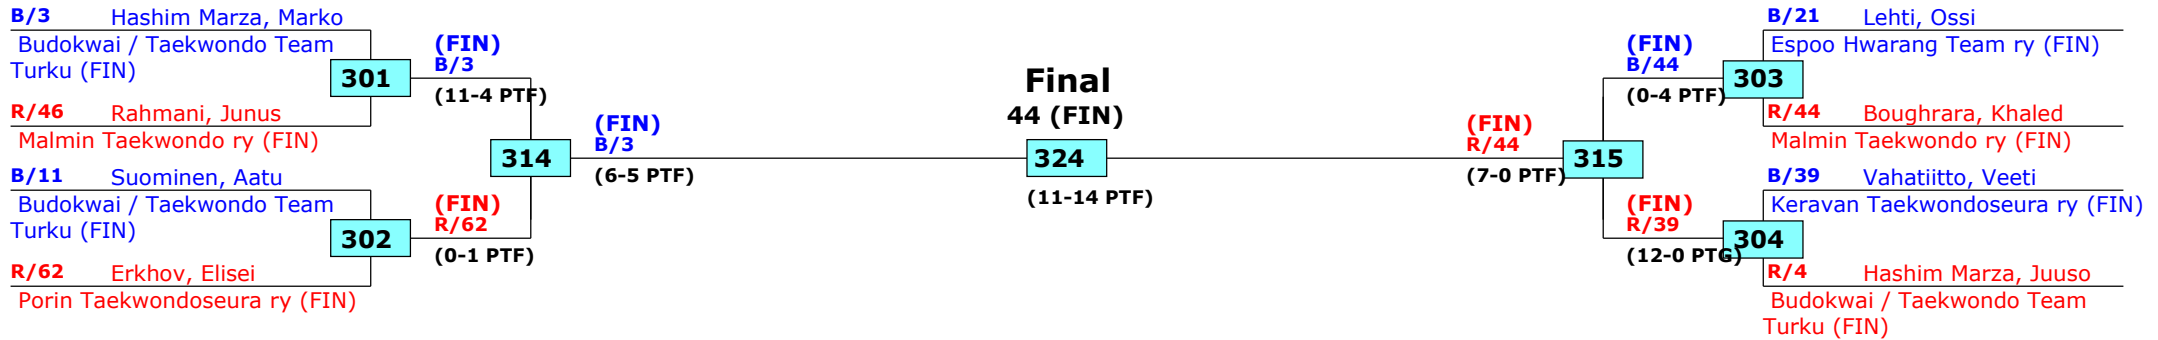 B/3 Hashim Marza, Marko
Budokwai / Taekwondo Team
Turku (FIN)
301
R/46 Rahmani, Junus
Malmin Taekwondo ry (FIN)
B/11 Suominen, Aatu
Budokwai / Taekwondo Team
Turku (FIN)
302
R/62 Erkhov, Elisei
Porin Taekwondoseura ry (FIN)
(FIN)
B/3
(11-4 PTF)
314
(FIN)
R/62
(0-1 PTF)
(FIN)
B/3
(6-5 PTF)
Final
44 (FIN)
324
(11-14 PTF)
(FIN)
R/44
(7-0 PTF)
315
(FIN)
B/44
(0-4 PTF)
(FIN)
R/39
(12-0 PTG)
B/21 Lehti, Ossi
Espoo Hwarang Team ry (FIN)
303
R/44 Boughrara, Khaled
Malmin Taekwondo ry (FIN)
B/39 Vahatiitto, Veeti
Keravan Taekwondoseura ry (FIN)
304
R/4 Hashim Marza, Juuso
Budokwai / Taekwondo Team
Turku (FIN)